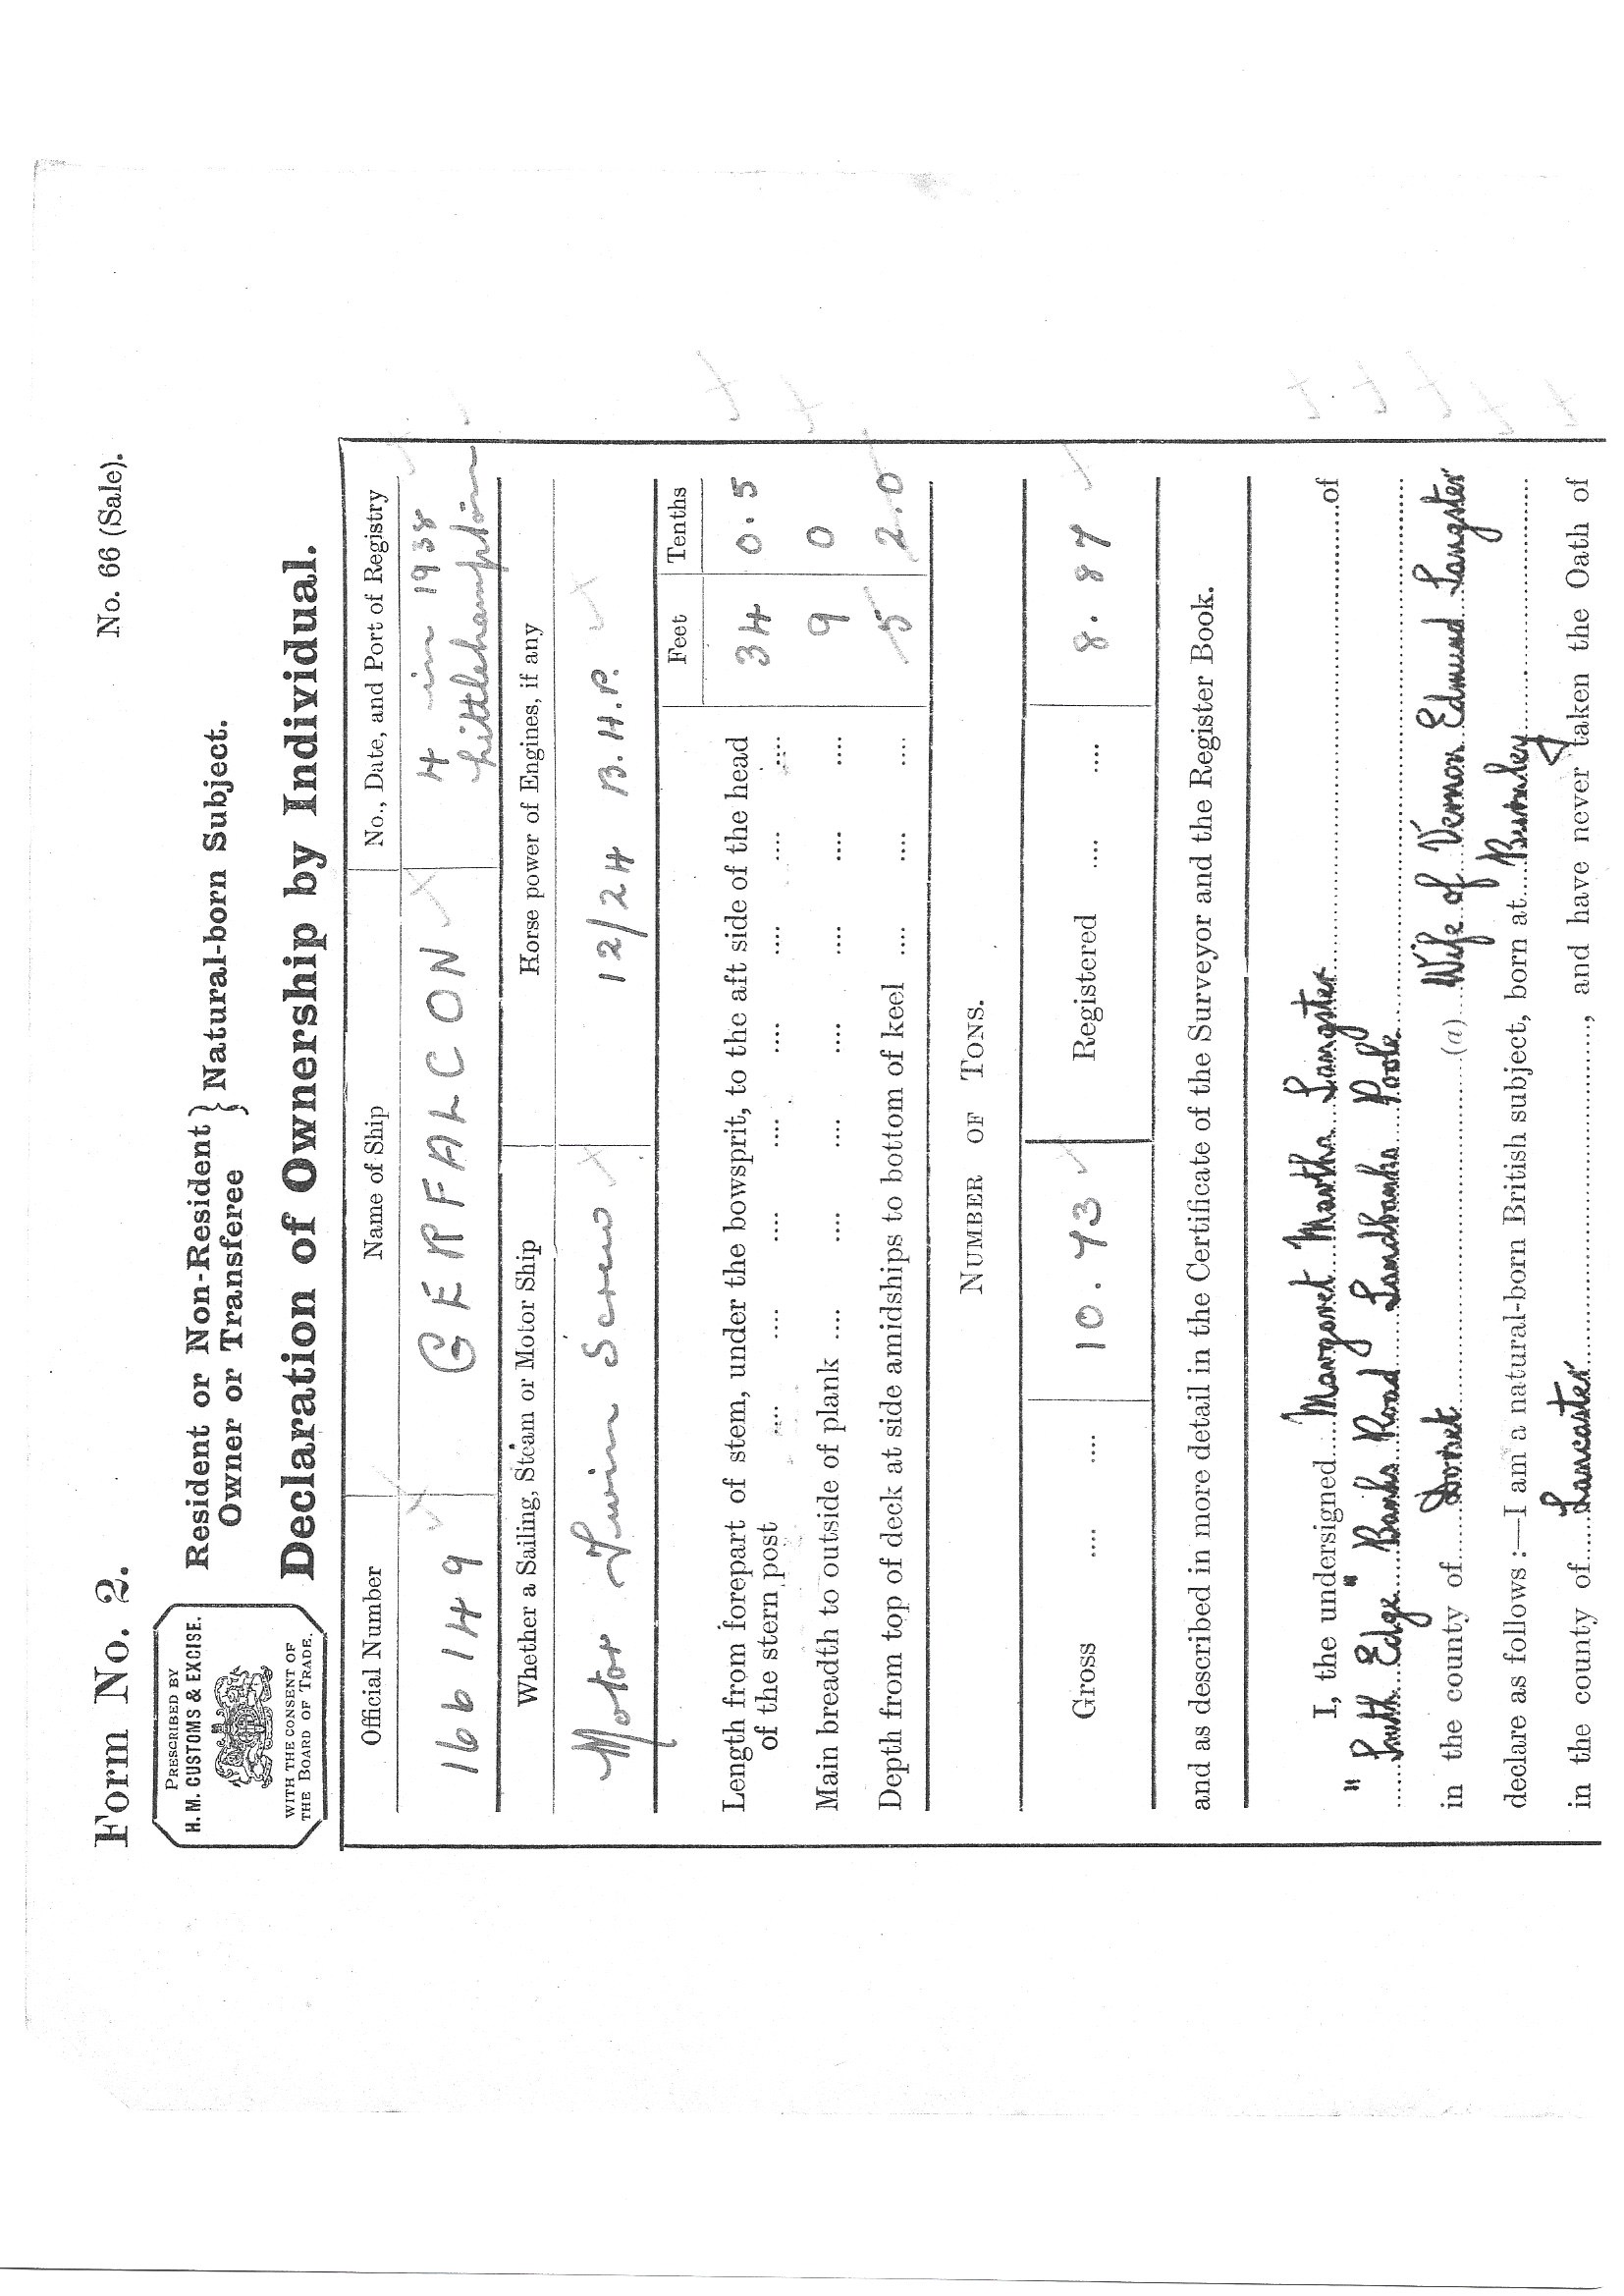 Form No. 2.
No. 66 (Sale).
PRESCRIBED BY
H. M. CUSTOMS & EXCISE.
WITH THE CONSENT OF
THE BOARD OF TRADE.
Resident or Non-Resident } Natural-born Subject.
Owner or Transferee
Declaration of Ownership by Individual.
Official Number Name of Ship No., Date, and Port of Registry
166149 GERFALCON 4 in 1938
Littlehampton
Whether a Sailing, Steam or Motor Ship Horse power of Engines, if any
Motor Twin Screw 12/24 B.H.P.
Feet Tenths
Length from forepart of stem, under the bowsprit, to the aft side of the head
of the stern post .... .... .... .... .... .... .... .... 34 0.5
Main breadth to outside of plank .... .... .... .... .... .... .... 9 0
Depth from top of deck at side amidships to bottom of keel .... .... .... 5 2.0
NUMBER OF TONS.
Gross .... .... 10.43 Registered .... .... 8.87
and as described in more detail in the Certificate of the Surveyor and the Register Book.
I, the undersigned Margaret Martha Sangster of
"South Edge" Banks Road Sandbanks Poole
in the county of Dorset (a) Wife of Vernon Edmund Sangster
declare as follows :—I am a natural-born British subject, born at Burnley
in the county of Lancaster, and have never taken the Oath of